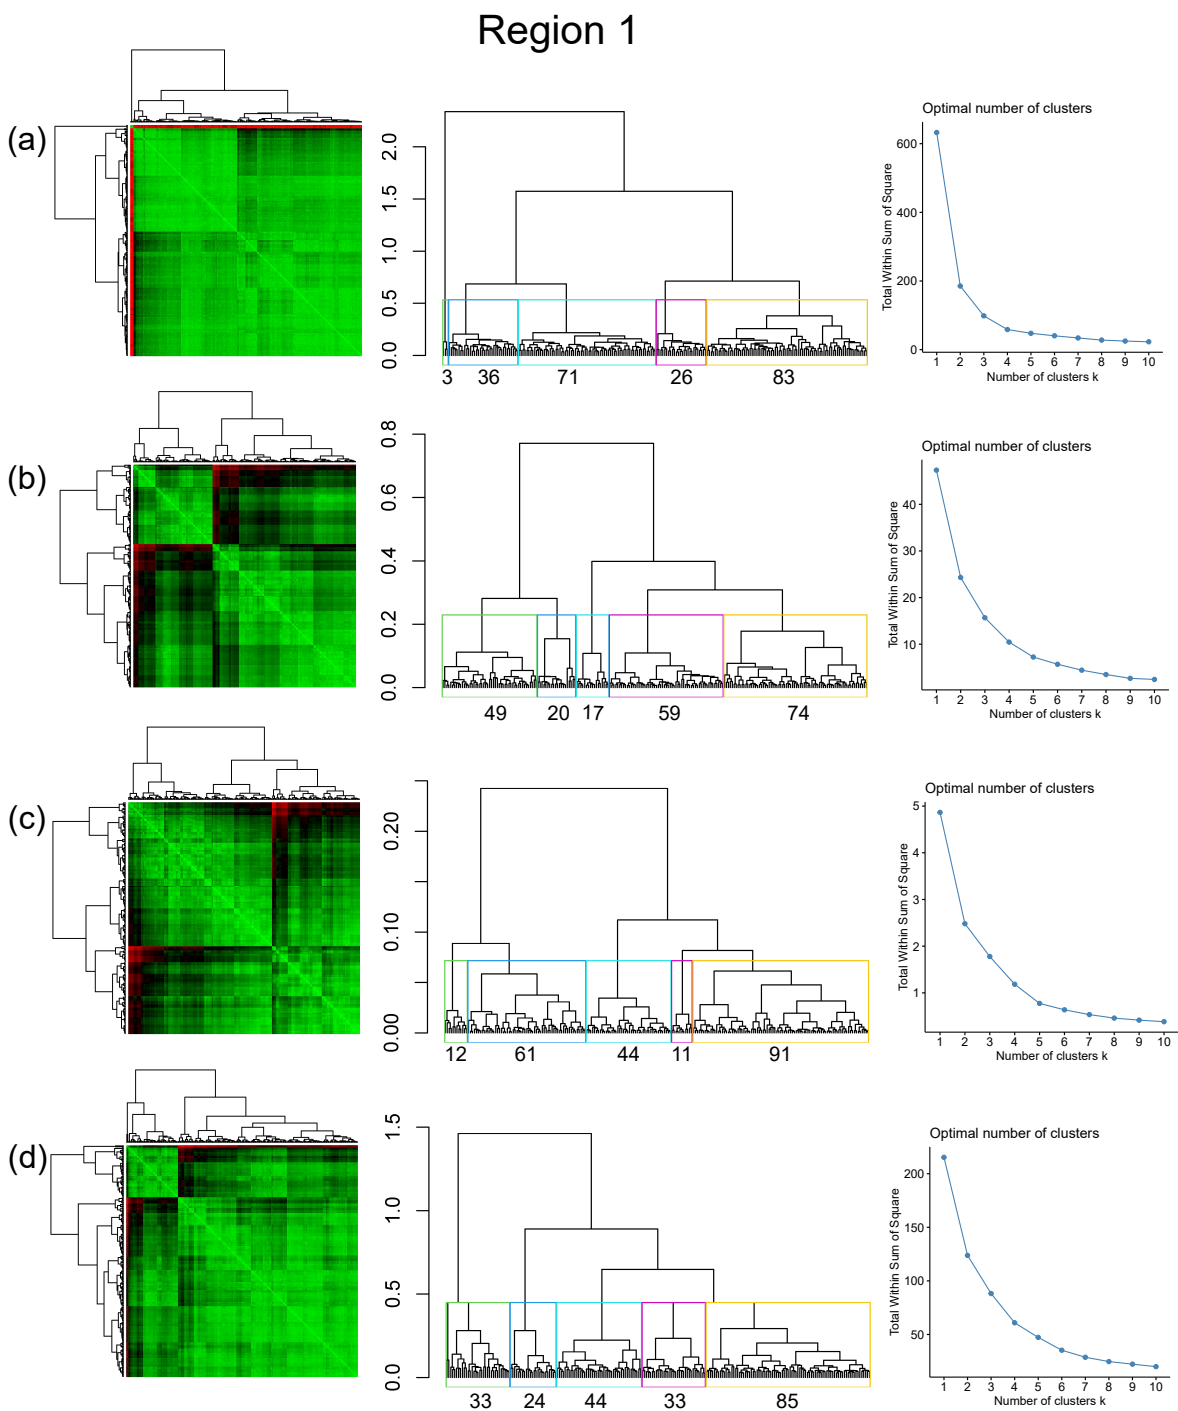 Region 1
(a)
2.0
1.5
1.0
0.5
0.0
3 36 71 26 83
Optimal number of clusters
Total Within Sum of Square
600
400
200
0
1 2 3 4 5 6 7 8 9 10
Number of clusters k
(b)
0.8
0.6
0.4
0.2
0.0
49 20 17 59 74
Optimal number of clusters
Total Within Sum of Square
40
30
20
10
1 2 3 4 5 6 7 8 9 10
Number of clusters k
(c)
0.20
0.10
0.00
12 61 44 11 91
Optimal number of clusters
Total Within Sum of Square
5
4
3
2
1
1 2 3 4 5 6 7 8 9 10
Number of clusters k
(d)
1.5
1.0
0.5
0.0
33 24 44 33 85
Optimal number of clusters
Total Within Sum of Square
200
150
100
50
1 2 3 4 5 6 7 8 9 10
Number of clusters k